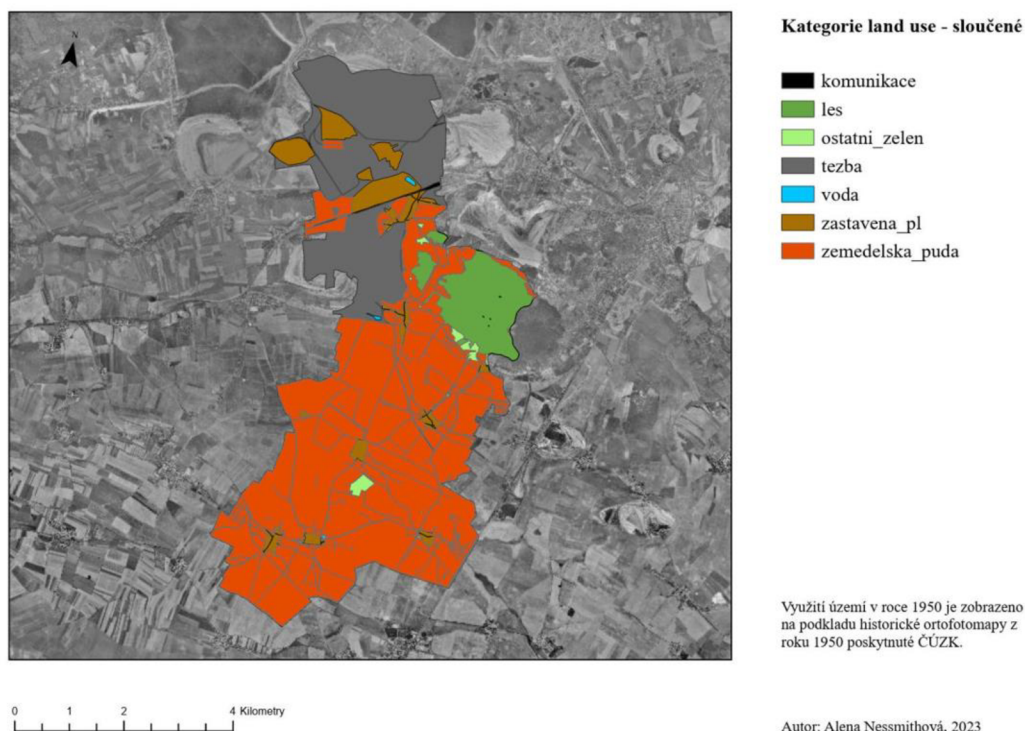 N
Kategorie land use - sloučené
komunikace
les
ostatni_zelen
tezba
voda
zastavena_pl
zemedelska_puda
Využití území v roce 1950 je zobrazeno
na podkladu historické ortofotomapy z
roku 1950 poskytnuté ČÚZK.
0 1 2 4 Kilometry
Autor: Alena Nessmithová, 2023